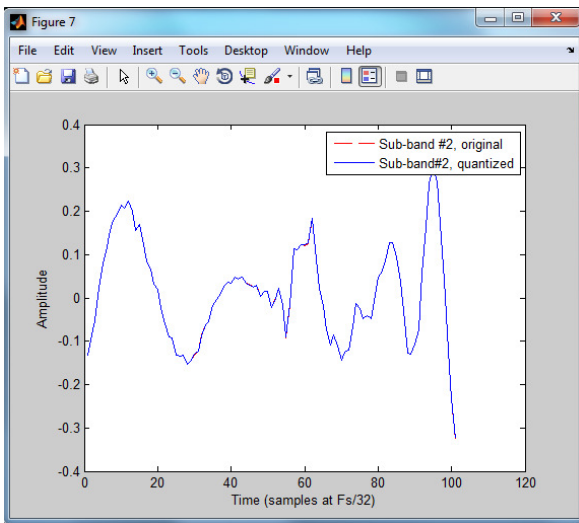 Figure 7
File Edit View Insert Tools Desktop Window Help
Sub-band #2, original
Sub-band#2, quantized
0.4
0.3
0.2
0.1
0
-0.1
-0.2
-0.3
-0.4
Amplitude
0 20 40 60 80 100 120
Time (samples at Fs/32)